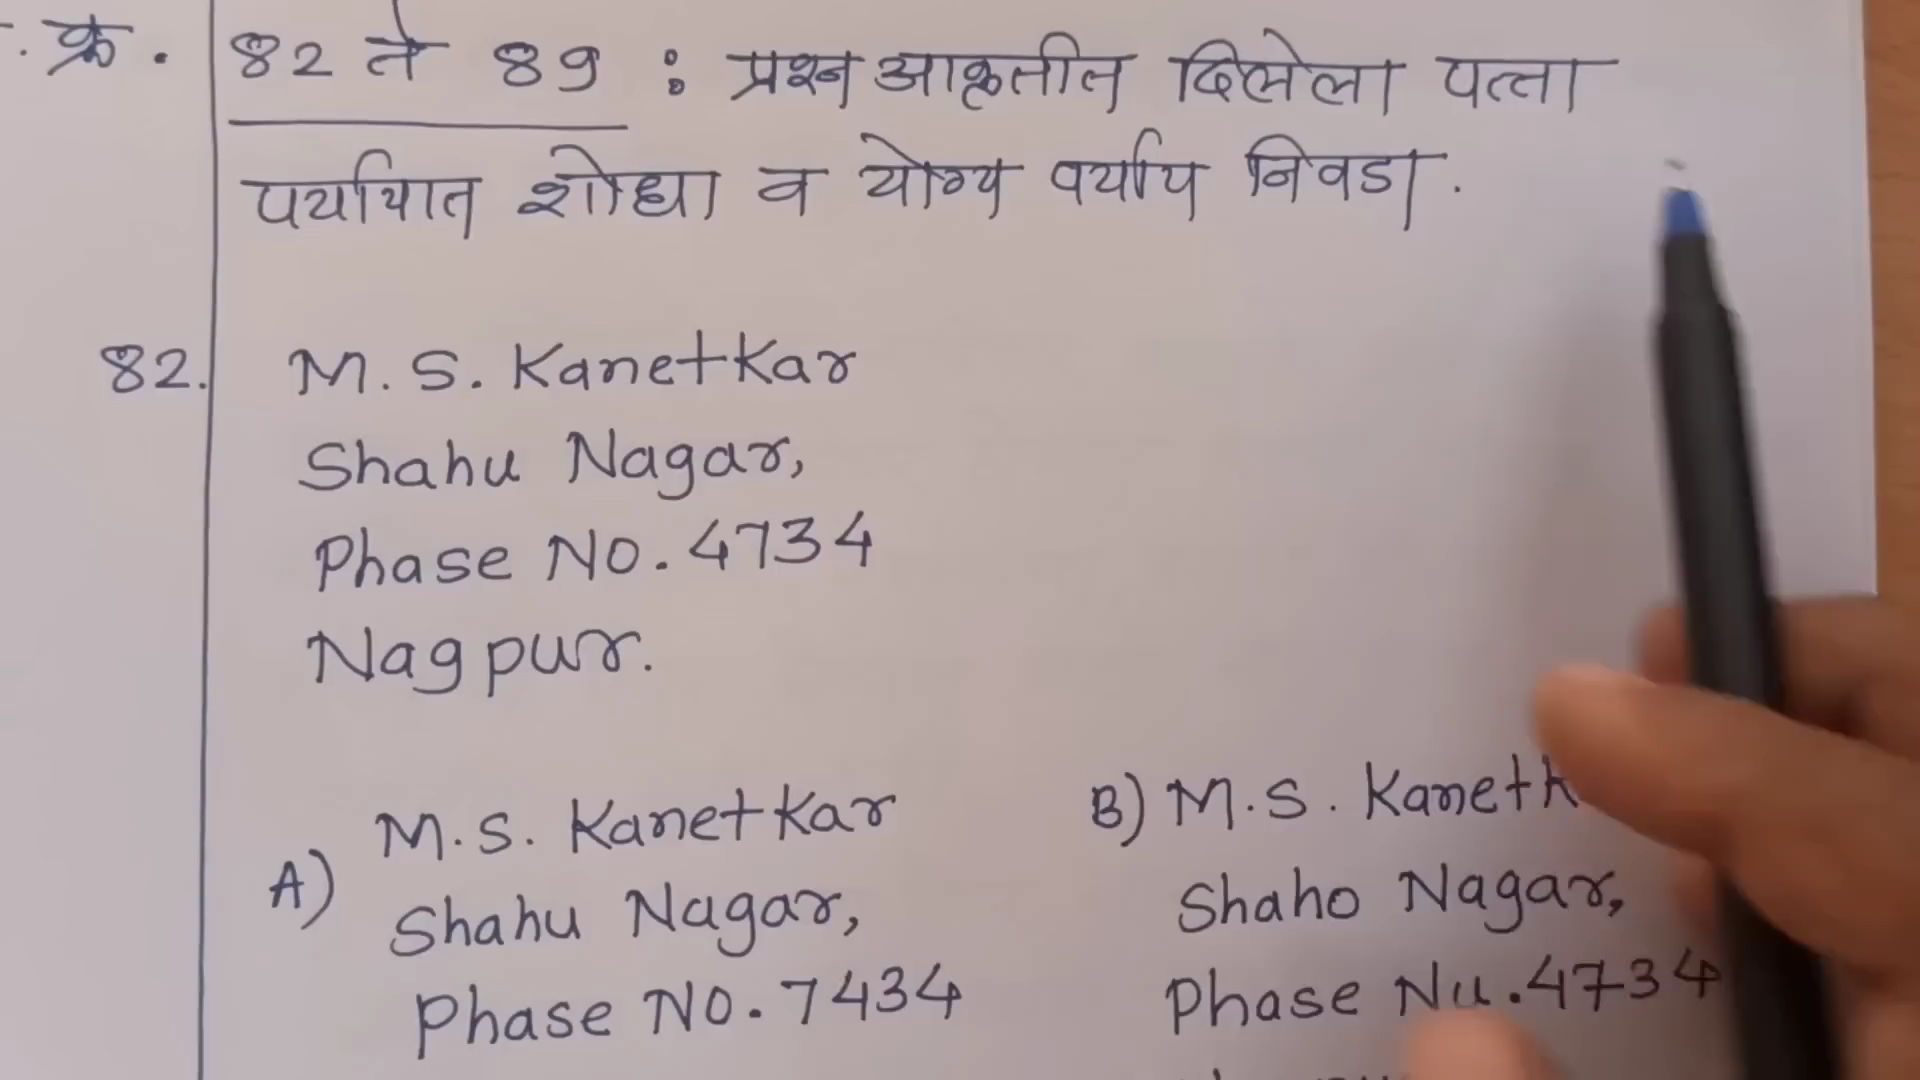 . क्र. 82 ते 89 : प्रश्न आकृतीत दिलेला पत्ता
पर्यायात शोधा व योग्य पर्याय निवडा.
82. M. S. Kanetkar
Shahu Nagar,
Phase No. 4734
Nagpur.
A) M. S. Kanetkar
Shahu Nagar,
Phase No. 7434
B) M. S.
Shaho Nagar,
Phase Nu. 4734